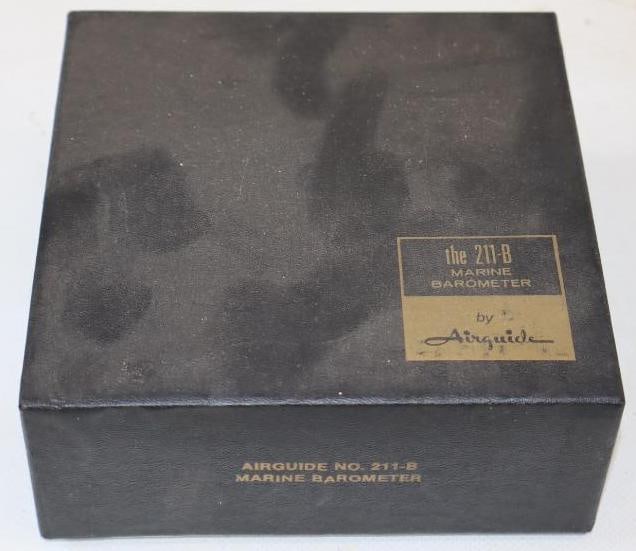 the 211-B
MARINE
BAROMETER
by
Airguide
AIRGUIDE NO. 211-B
MARINE BAROMETER